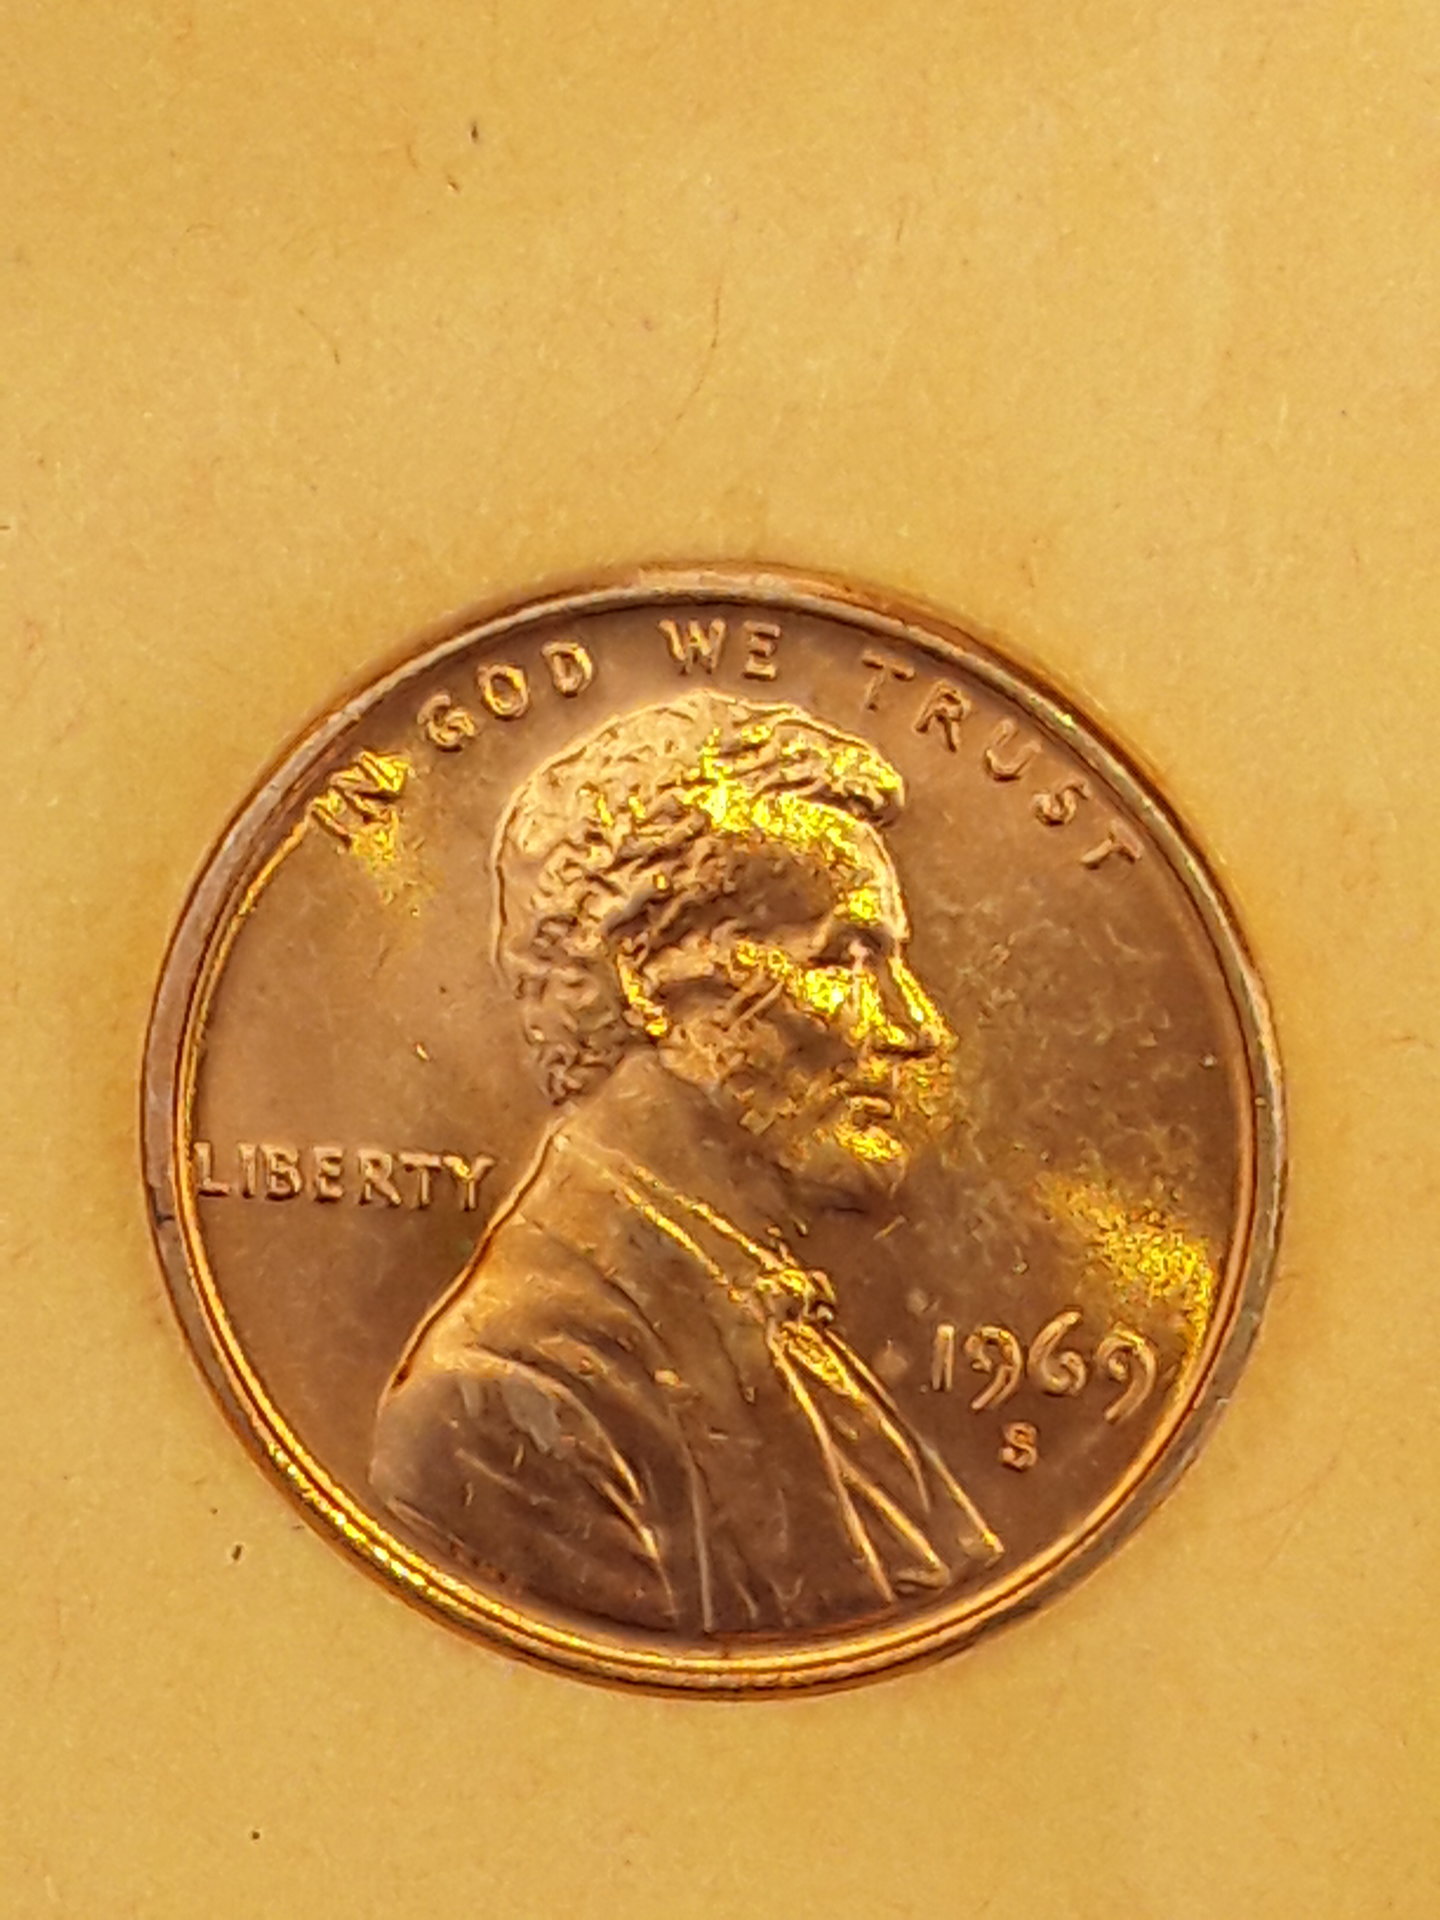 IN GOD WE TRUST
LIBERTY
1969
S